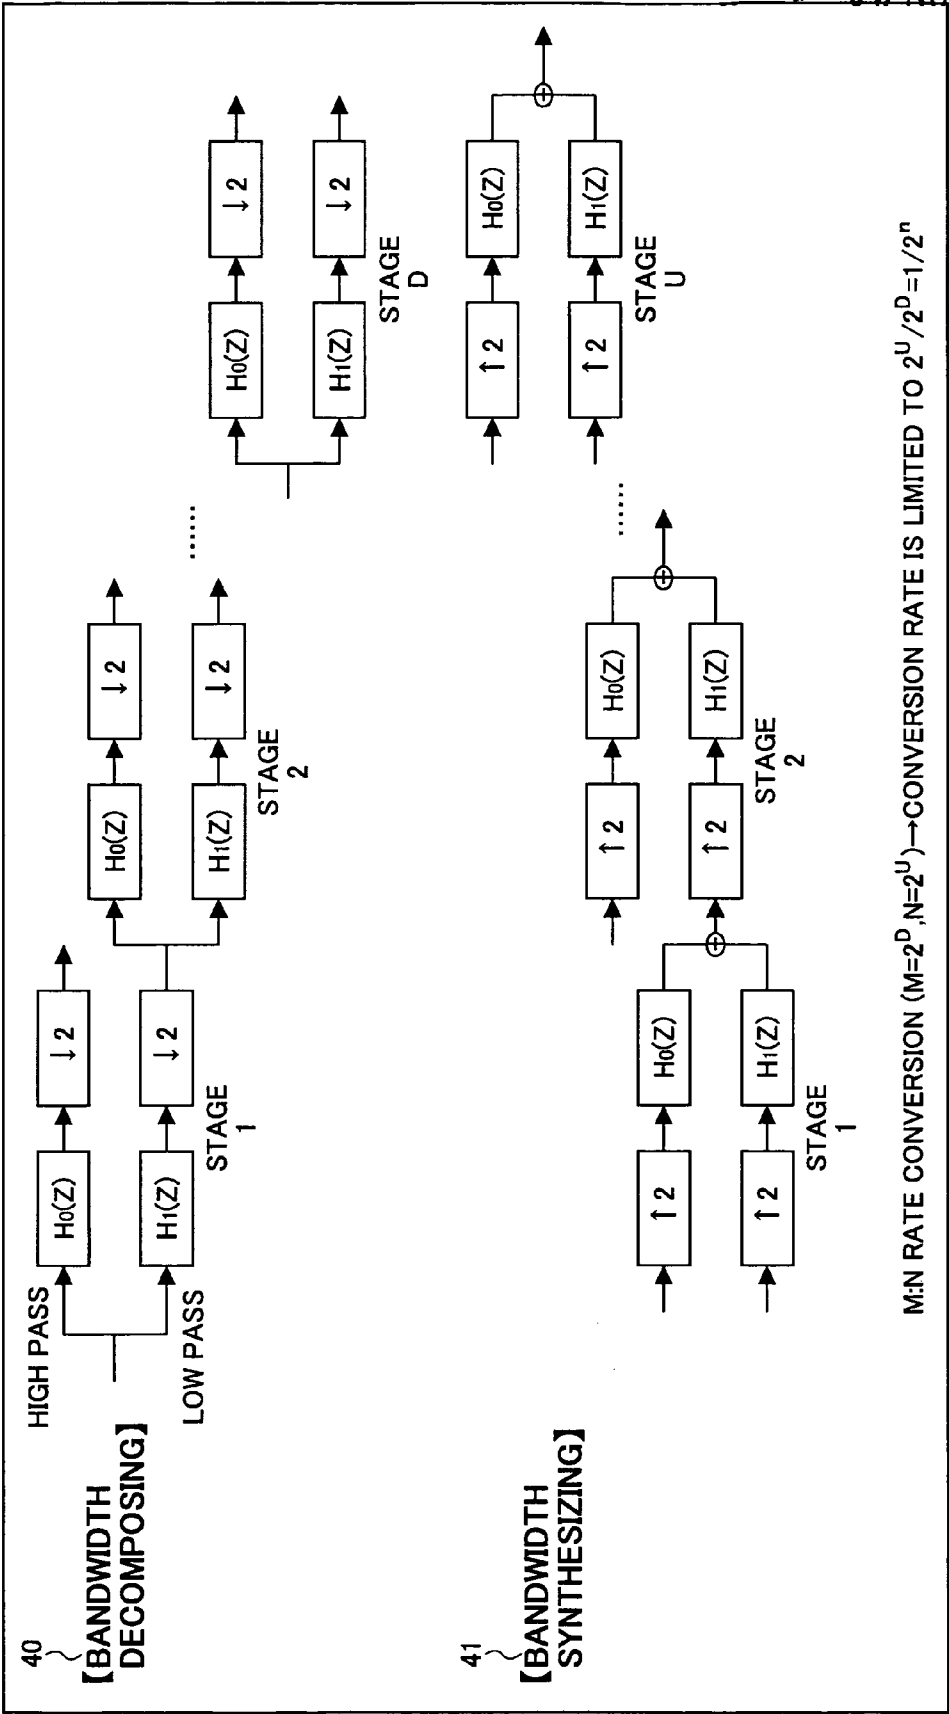 40
【BANDWIDTH
DECOMPOSING】
HIGH PASS
LOW PASS
H0(Z)
↓2
H1(Z)
↓2
STAGE
1
H0(Z)
↓2
H1(Z)
↓2
STAGE
2
......
H0(Z)
↓2
H1(Z)
↓2
STAGE
D
41
【BANDWIDTH
SYNTHESIZING】
↑2
H0(Z)
↑2
H1(Z)
+
STAGE
1
↑2
H0(Z)
↑2
H1(Z)
+
STAGE
2
......
↑2
H0(Z)
↑2
H1(Z)
+
STAGE
U
M:N RATE CONVERSION (M=2^D,N=2^U)→CONVERSION RATE IS LIMITED TO 2^U/2^D=1/2^n